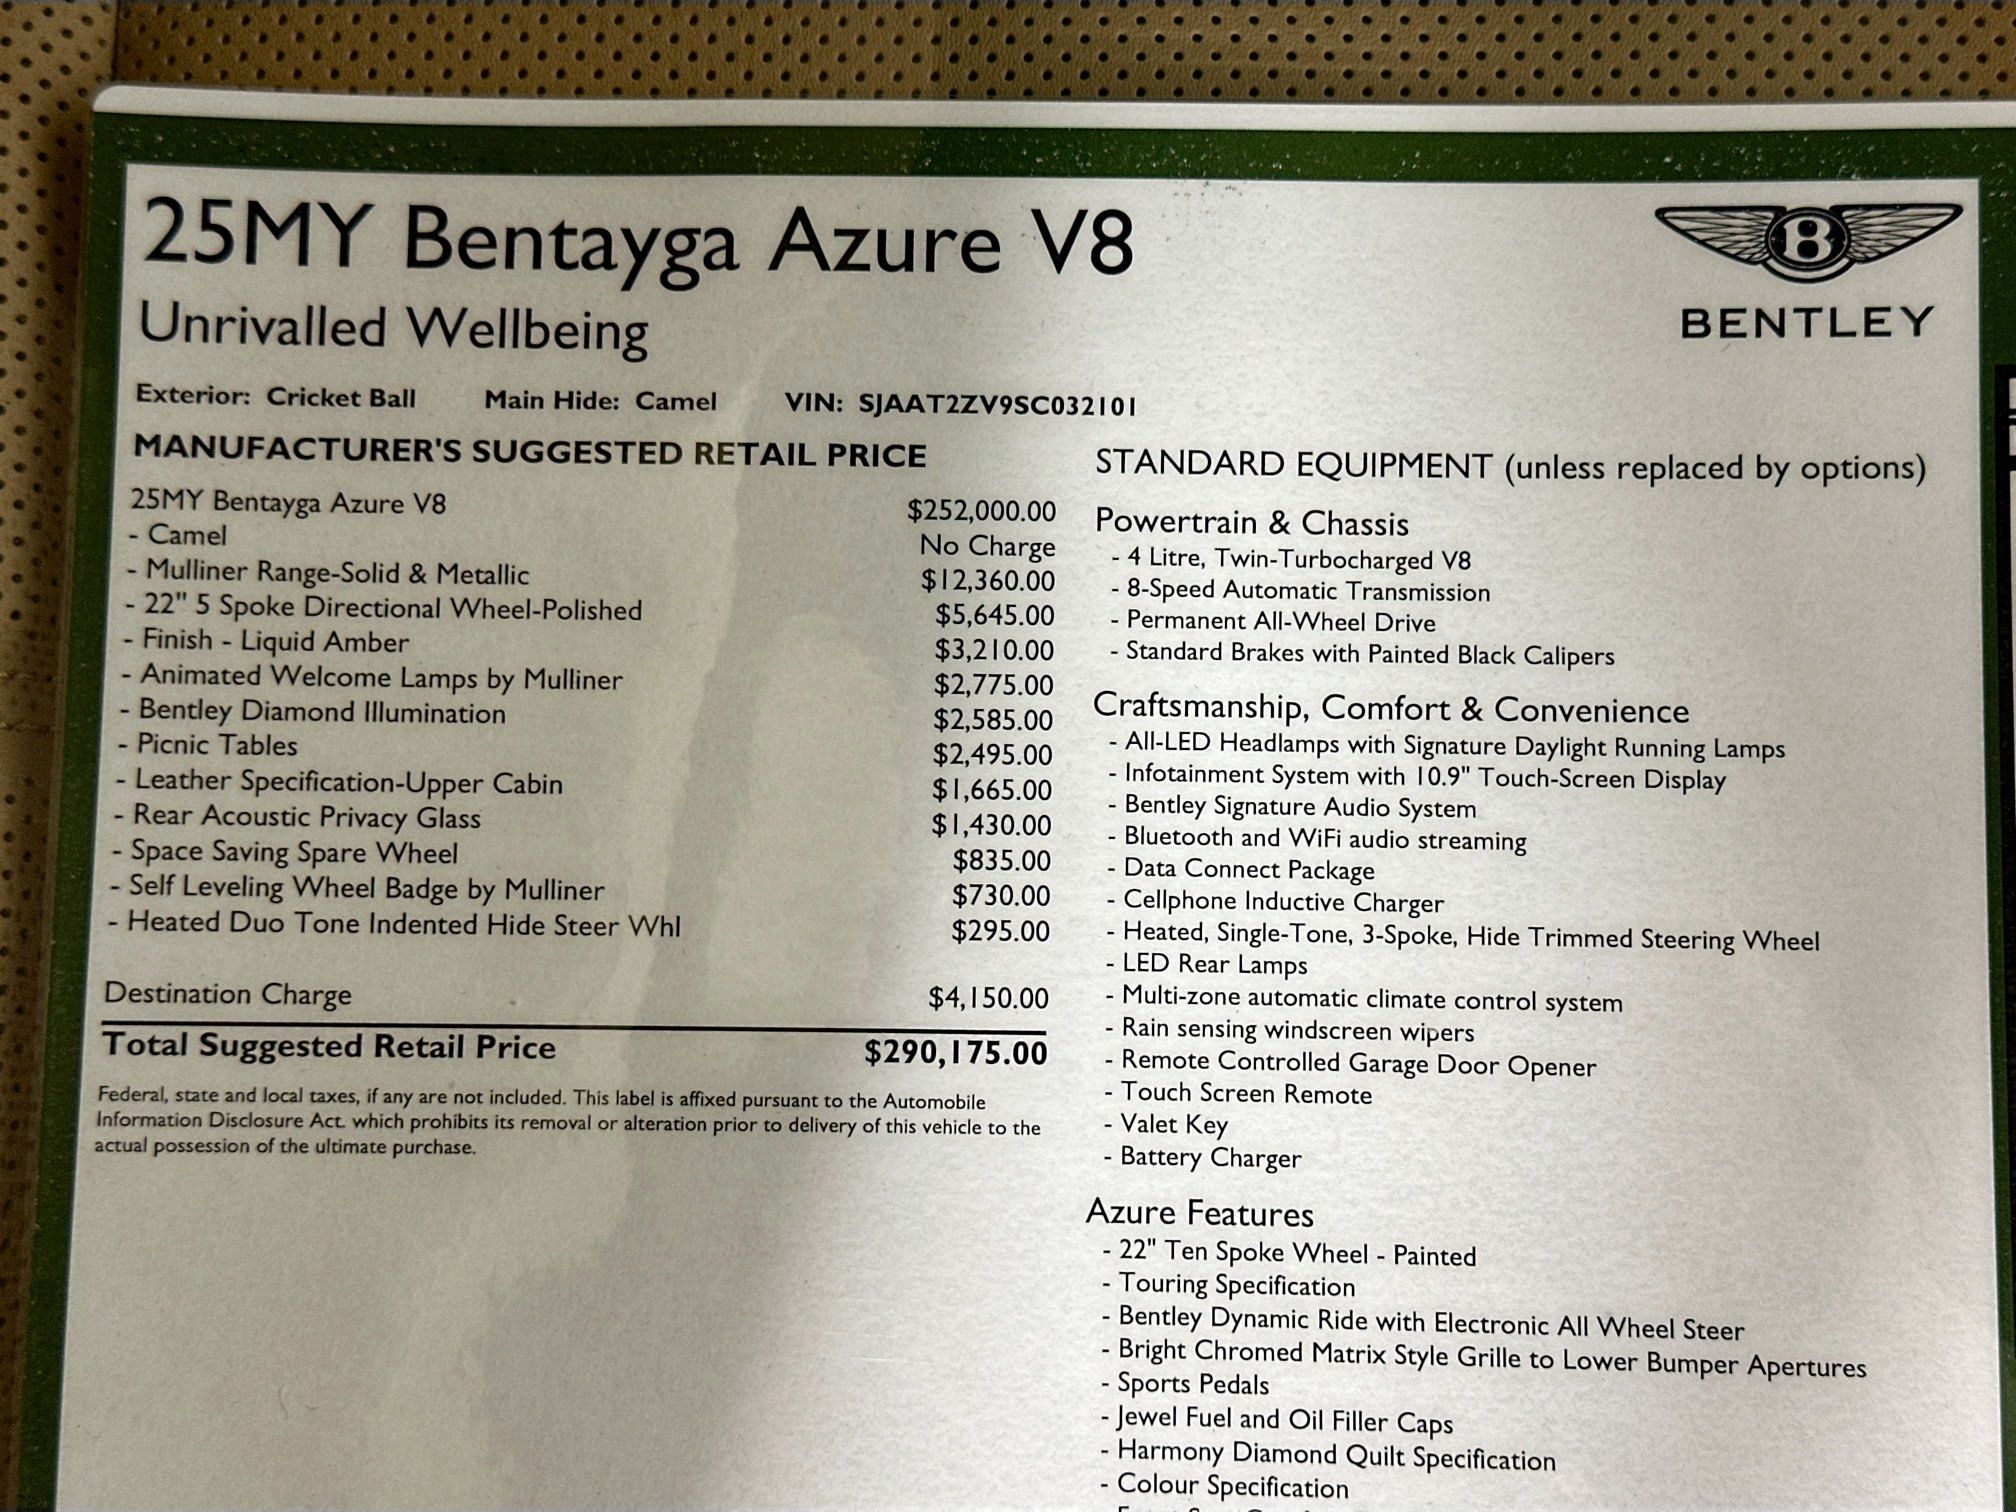 25MY Bentayga Azure V8
Unrivalled Wellbeing
B
BENTLEY
Exterior: Cricket Ball Main Hide: Camel VIN: SJAAT2ZV9SC032101
MANUFACTURER'S SUGGESTED RETAIL PRICE
25MY Bentayga Azure V8 $252,000.00
- Camel No Charge
- Mulliner Range-Solid & Metallic $12,360.00
- 22" 5 Spoke Directional Wheel-Polished $5,645.00
- Finish - Liquid Amber $3,210.00
- Animated Welcome Lamps by Mulliner $2,775.00
- Bentley Diamond Illumination $2,585.00
- Picnic Tables $2,495.00
- Leather Specification-Upper Cabin $1,665.00
- Rear Acoustic Privacy Glass $1,430.00
- Space Saving Spare Wheel $835.00
- Self Leveling Wheel Badge by Mulliner $730.00
- Heated Duo Tone Indented Hide Steer Whl $295.00
Destination Charge $4,150.00
Total Suggested Retail Price $290,175.00
Federal, state and local taxes, if any are not included. This label is affixed pursuant to the Automobile
Information Disclosure Act. which prohibits its removal or alteration prior to delivery of this vehicle to the
actual possession of the ultimate purchase.
STANDARD EQUIPMENT (unless replaced by options)
Powertrain & Chassis
- 4 Litre, Twin-Turbocharged V8
- 8-Speed Automatic Transmission
- Permanent All-Wheel Drive
- Standard Brakes with Painted Black Calipers
Craftsmanship, Comfort & Convenience
- All-LED Headlamps with Signature Daylight Running Lamps
- Infotainment System with 10.9" Touch-Screen Display
- Bentley Signature Audio System
- Bluetooth and WiFi audio streaming
- Data Connect Package
- Cellphone Inductive Charger
- Heated, Single-Tone, 3-Spoke, Hide Trimmed Steering Wheel
- LED Rear Lamps
- Multi-zone automatic climate control system
- Rain sensing windscreen wipers
- Remote Controlled Garage Door Opener
- Touch Screen Remote
- Valet Key
- Battery Charger
Azure Features
- 22" Ten Spoke Wheel - Painted
- Touring Specification
- Bentley Dynamic Ride with Electronic All Wheel Steer
- Bright Chromed Matrix Style Grille to Lower Bumper Apertures
- Sports Pedals
- Jewel Fuel and Oil Filler Caps
- Harmony Diamond Quilt Specification
- Colour Specification